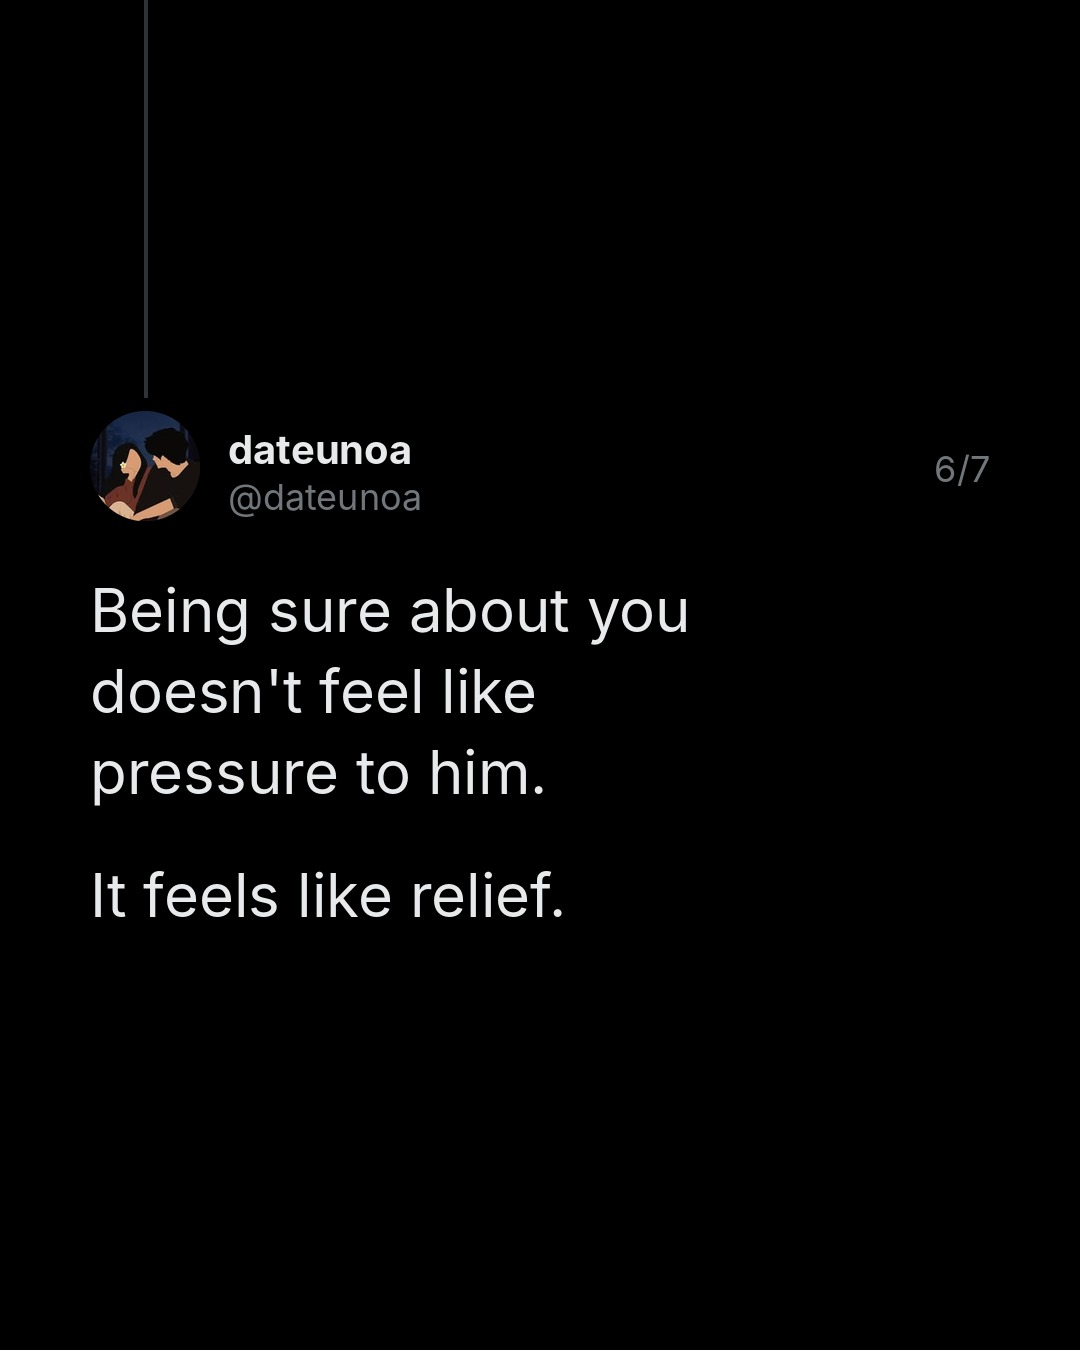 dateunoa
@dateunoa
6/7
Being sure about you
doesn't feel like
pressure to him.
It feels like relief.